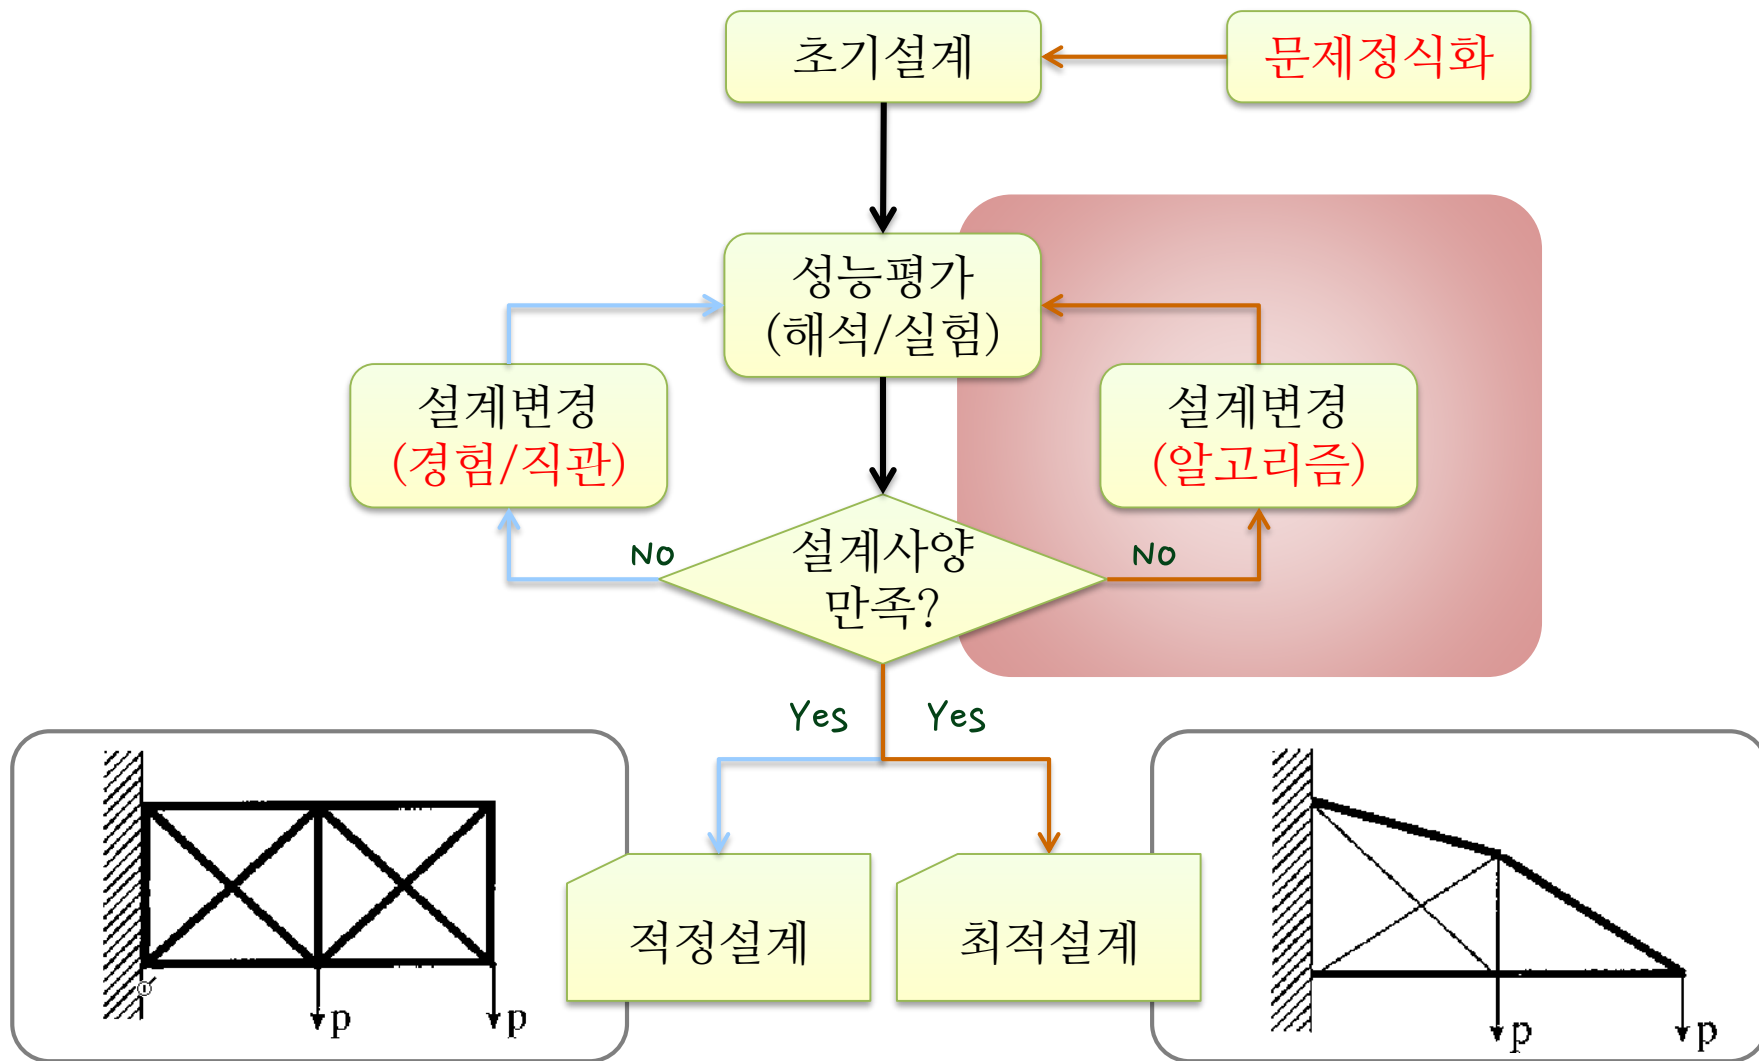 초기설계
문제정식화
성능평가
(해석/실험)
설계변경
(경험/직관)
설계변경
(알고리즘)
No
설계사양
만족?
No
Yes
Yes
적정설계
최적설계
p
p
p
p